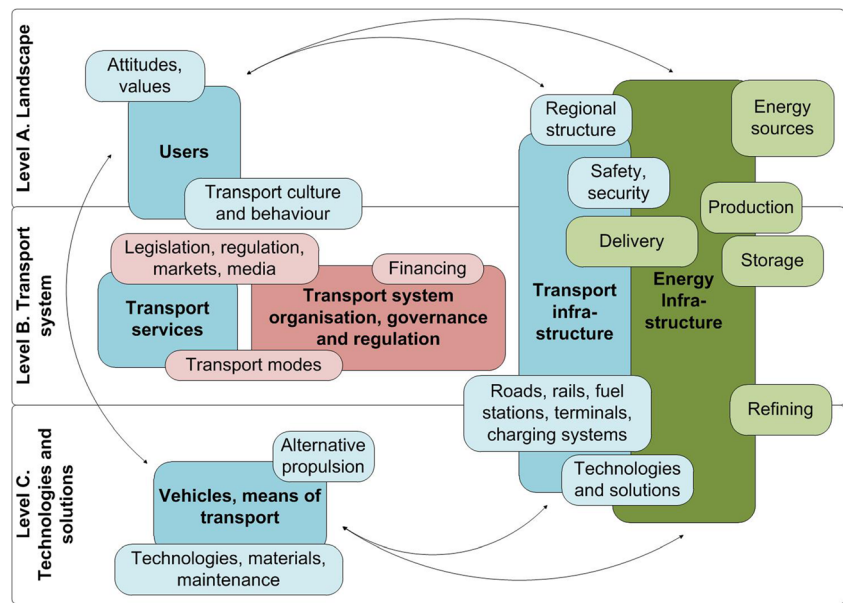 Level A. Landscape
Attitudes,
values
Users
Transport culture
and behaviour
Regional
structure
Safety,
security
Energy
sources
Production
Level B. Transport
system
Legislation, regulation,
markets, media
Financing
Transport
services
Transport system
organisation, governance
and regulation
Transport modes
Delivery
Transport
infra-
structure
Energy
Infra-
structure
Storage
Level C.
Technologies and
solutions
Roads, rails, fuel
stations, terminals,
charging systems
Refining
Alternative
propulsion
Vehicles, means of
transport
Technologies, materials,
maintenance
Technologies
and solutions